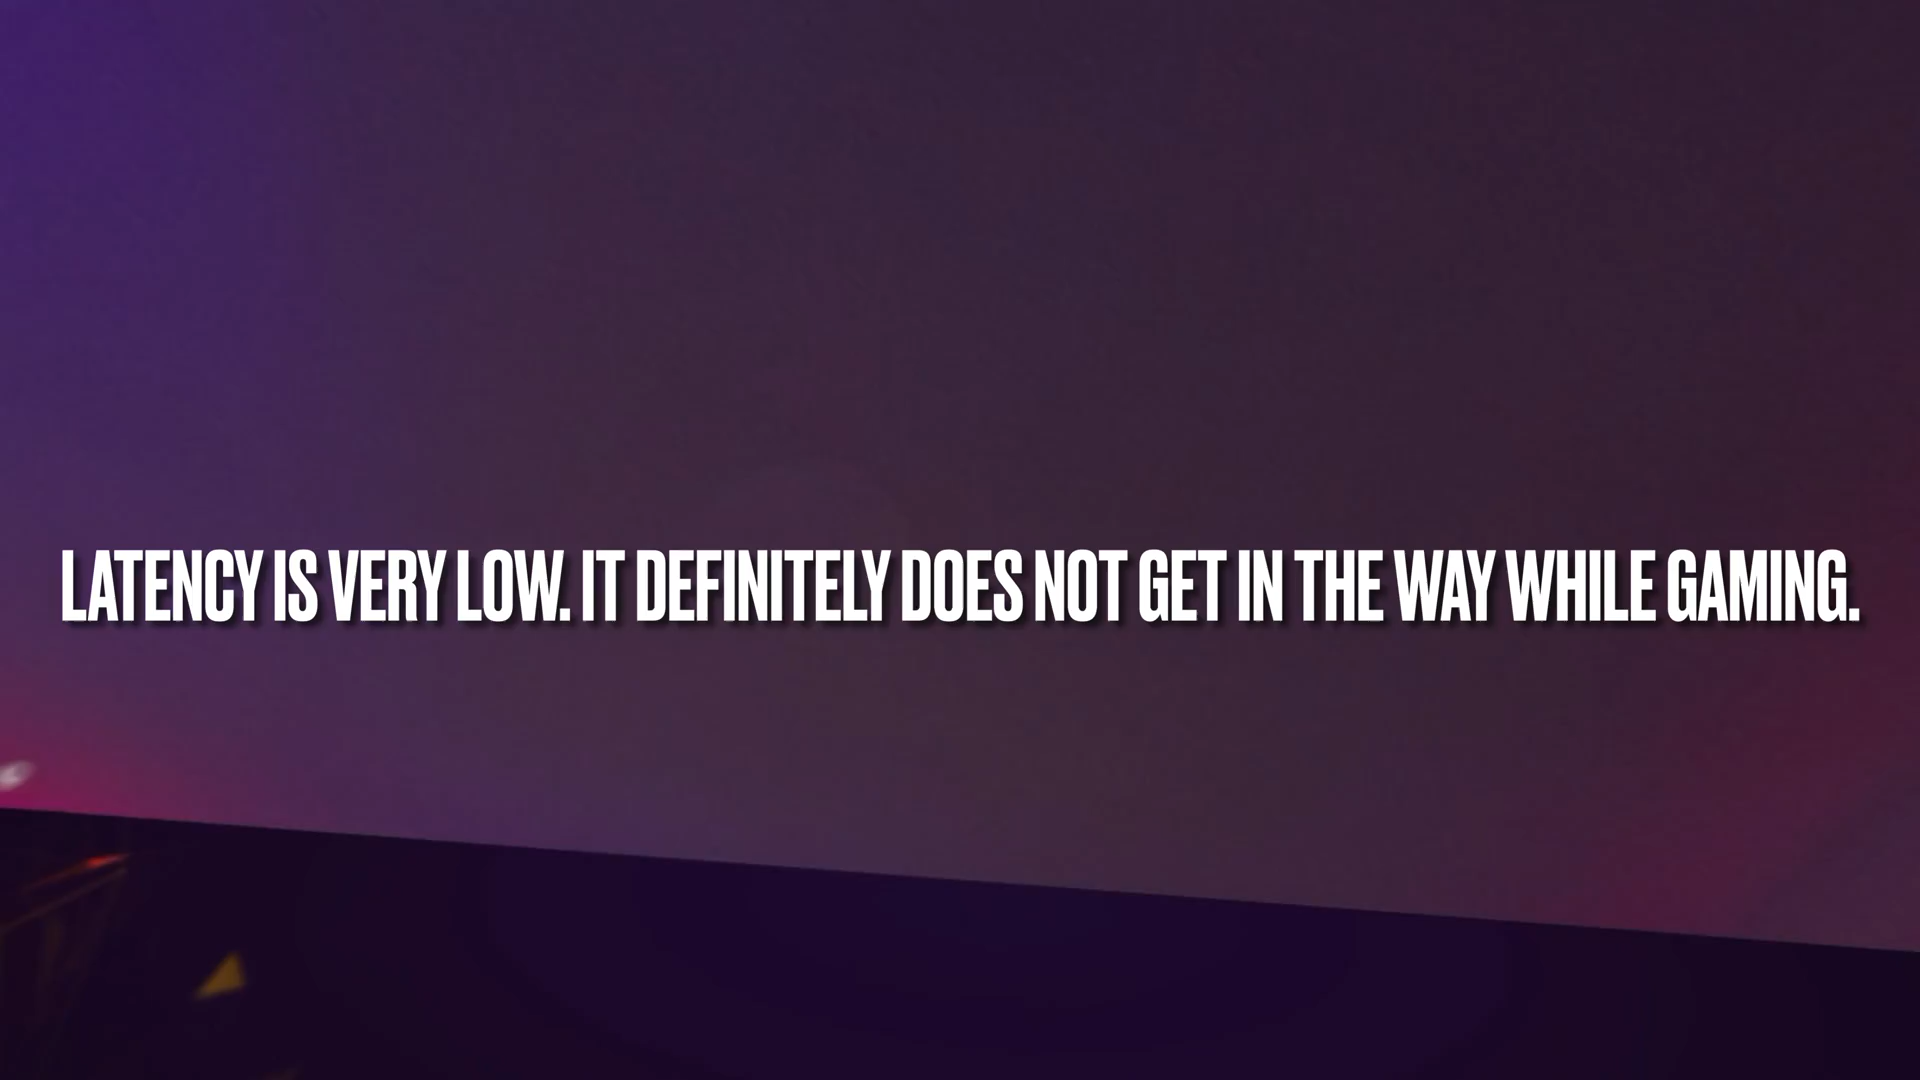 LATENCY IS VERY LOW. IT DEFINITELY DOES NOT GET IN THE WAY WHILE GAMING.